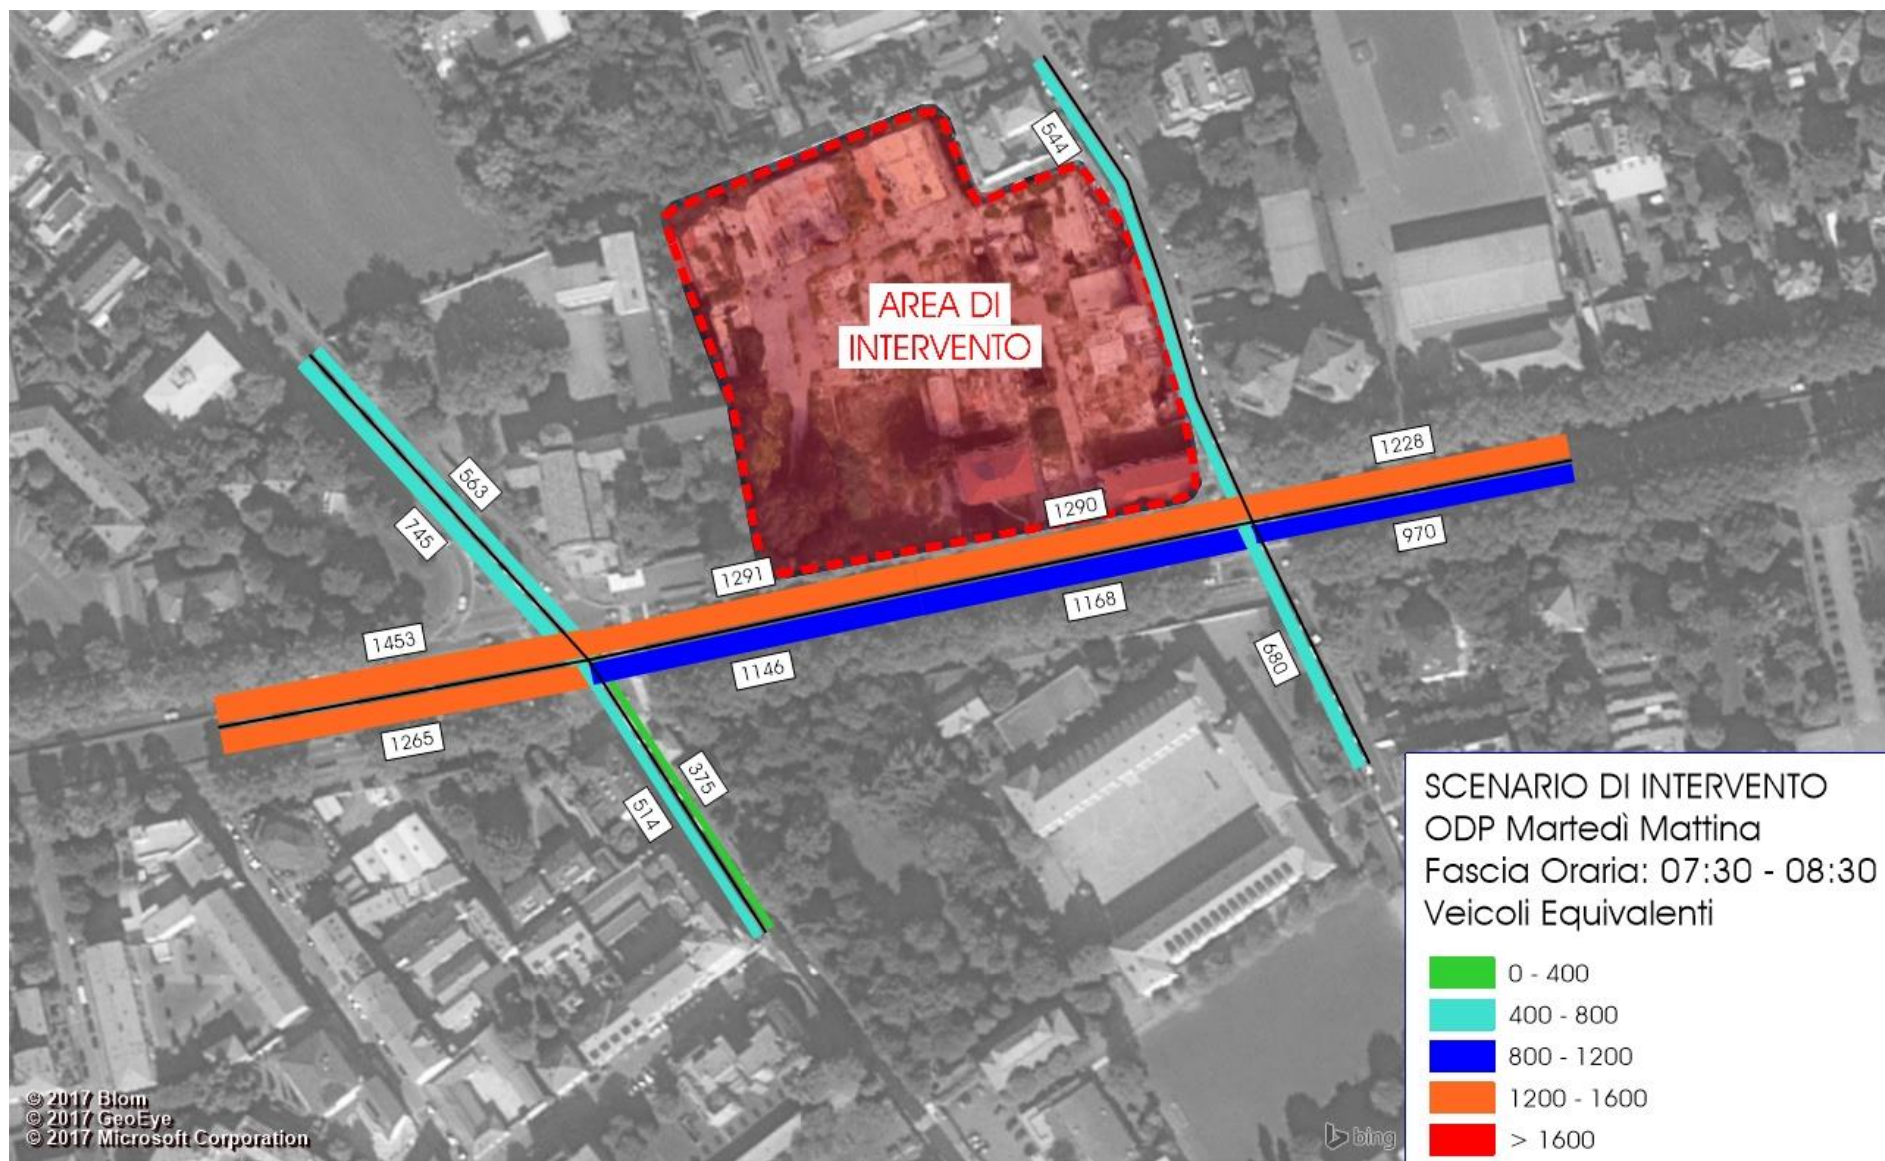 544
AREA DI
INTERVENTO
1228
563
1290
745
970
1291
1168
1453
1146
680
1265
375
514
SCENARIO DI INTERVENTO
ODP Martedì Mattina
Fascia Oraria: 07:30 - 08:30
Veicoli Equivalenti
0 - 400
400 - 800
800 - 1200
1200 - 1600
> 1600
© 2017 Blom
© 2017 GeoEye
© 2017 Microsoft Corporation
bing